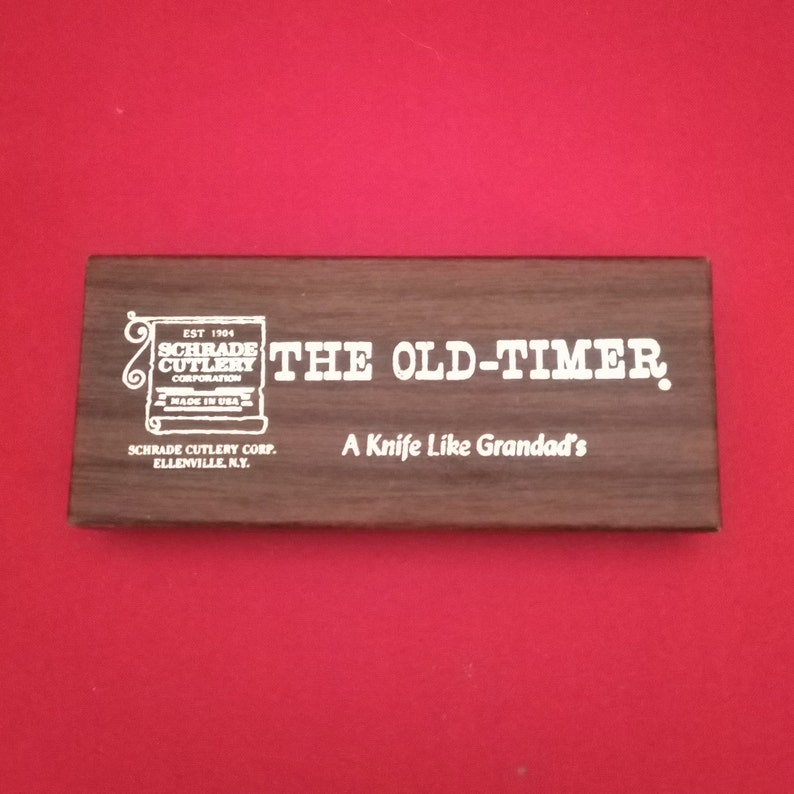 EST 1904
SCHRADE
CUTLERY
CORPORATION
MADE IN USA
SCHRADE CUTLERY CORP.
ELLENVILLE, N.Y.
THE OLD-TIMER®
A Knife Like Grandad's